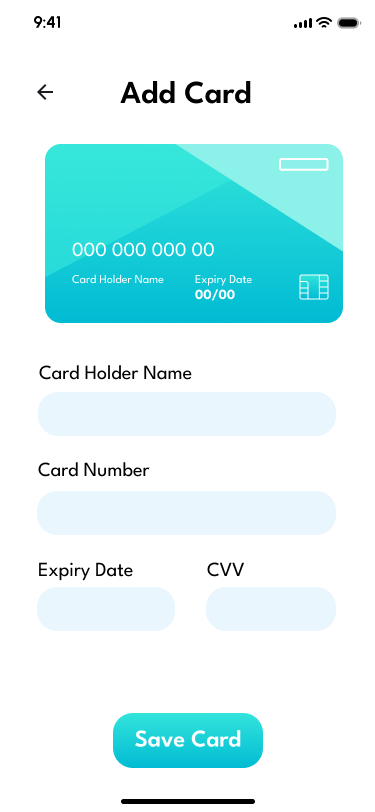 9:41
Add Card
000 000 000 00
Card Holder Name Expiry Date
00/00
Card Holder Name
Card Number
Expiry Date CVV
Save Card